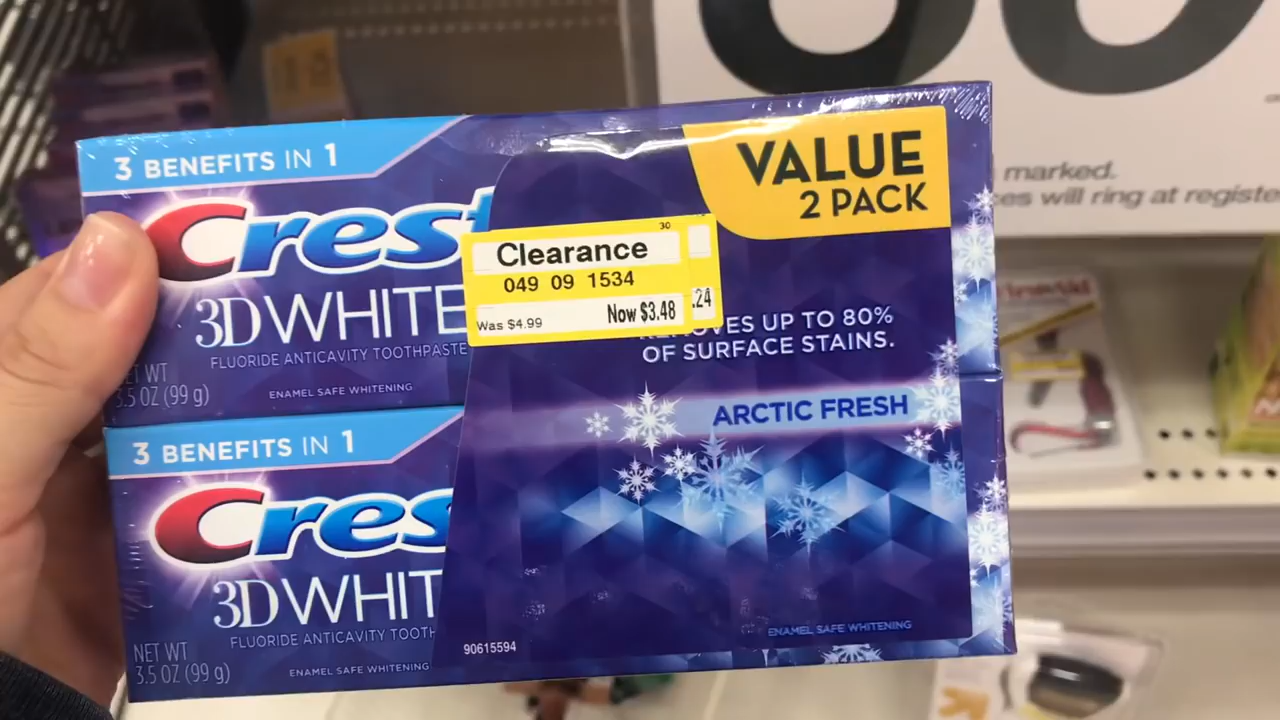 marked.
es will ring at registe
3 BENEFITS IN 1
Crest
3D WHITE
FLUORIDE ANTICAVITY TOOTHPASTE
ENAMEL SAFE WHITENING
NET WT
3.5 OZ (99 g)
VALUE
2 PACK
30
Clearance
049 09 1534
Was $4.99 Now $3.48
.24
VES UP TO 80%
OF SURFACE STAINS.
ARCTIC FRESH
3 BENEFITS IN 1
Cres
3D WHIT
FLUORIDE ANTICAVITY TOOTH
ENAMEL SAFE WHITENING
NET WT
3.5 OZ (99 g)
90615594
ENAMEL SAFE WHITENING